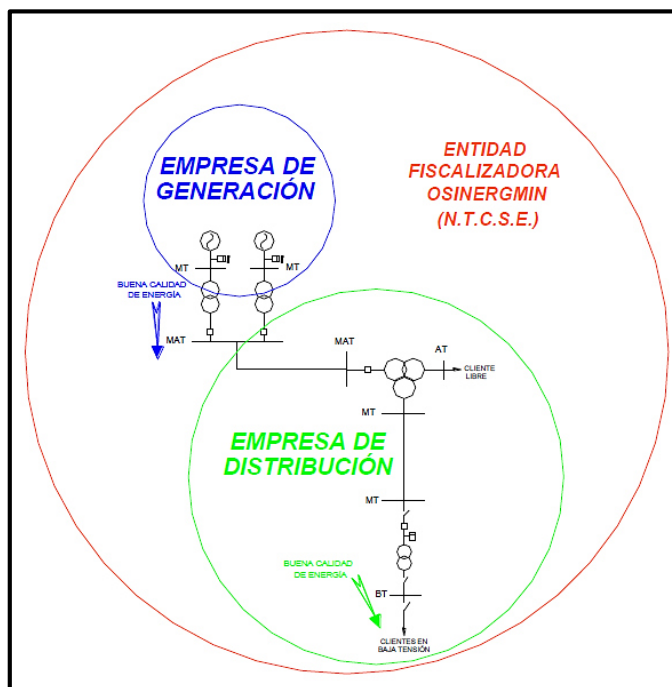 EMPRESA DE
GENERACIÓN
ENTIDAD
FISCALIZADORA
OSINERGMIN
(N.T.C.S.E.)
MT
MT
BUENA CALIDAD
DE ENERGÍA
MAT
MAT
AT
CLIENTE
LIBRE
MT
EMPRESA DE
DISTRIBUCIÓN
MT
BUENA CALIDAD
DE ENERGÍA
BT
CLIENTES EN
BAJA TENSIÓN